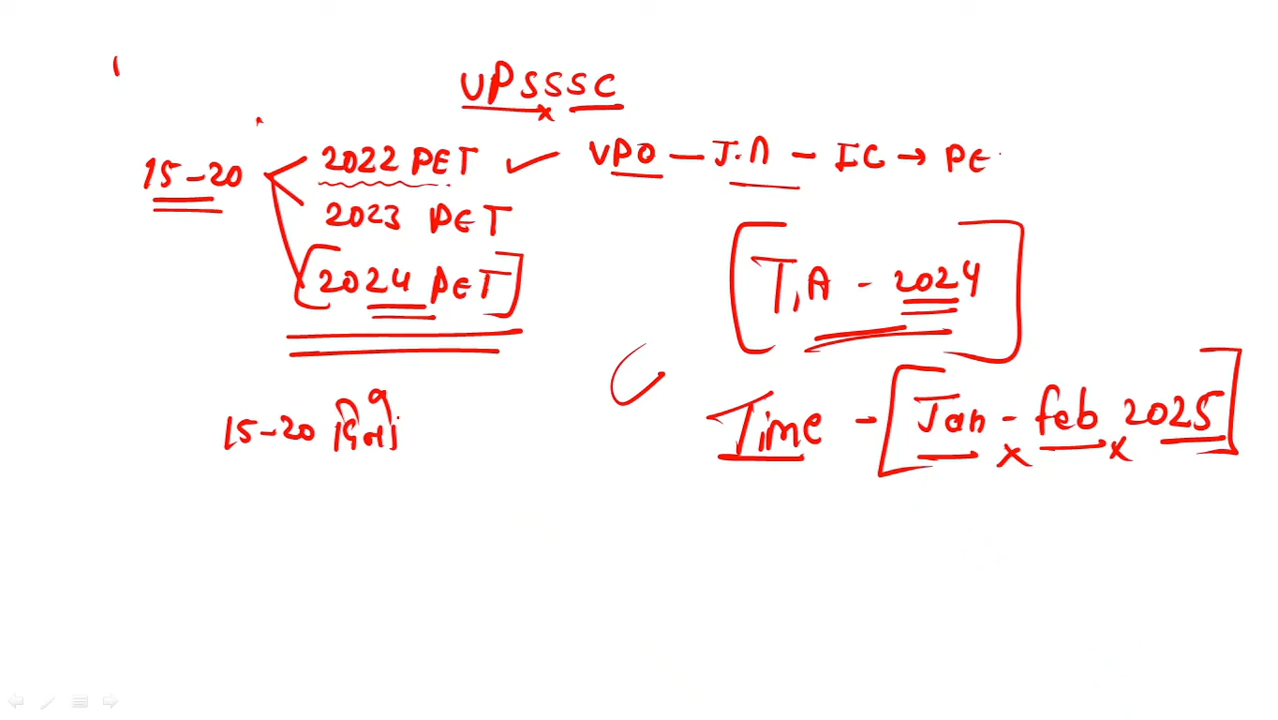 UPSSSC
15-20 2022 PET VPO - J.A - IC → PE
2023 PET
2024 PET
T.A - 2024
Time - Jan - feb 2025
15-20 दिनों